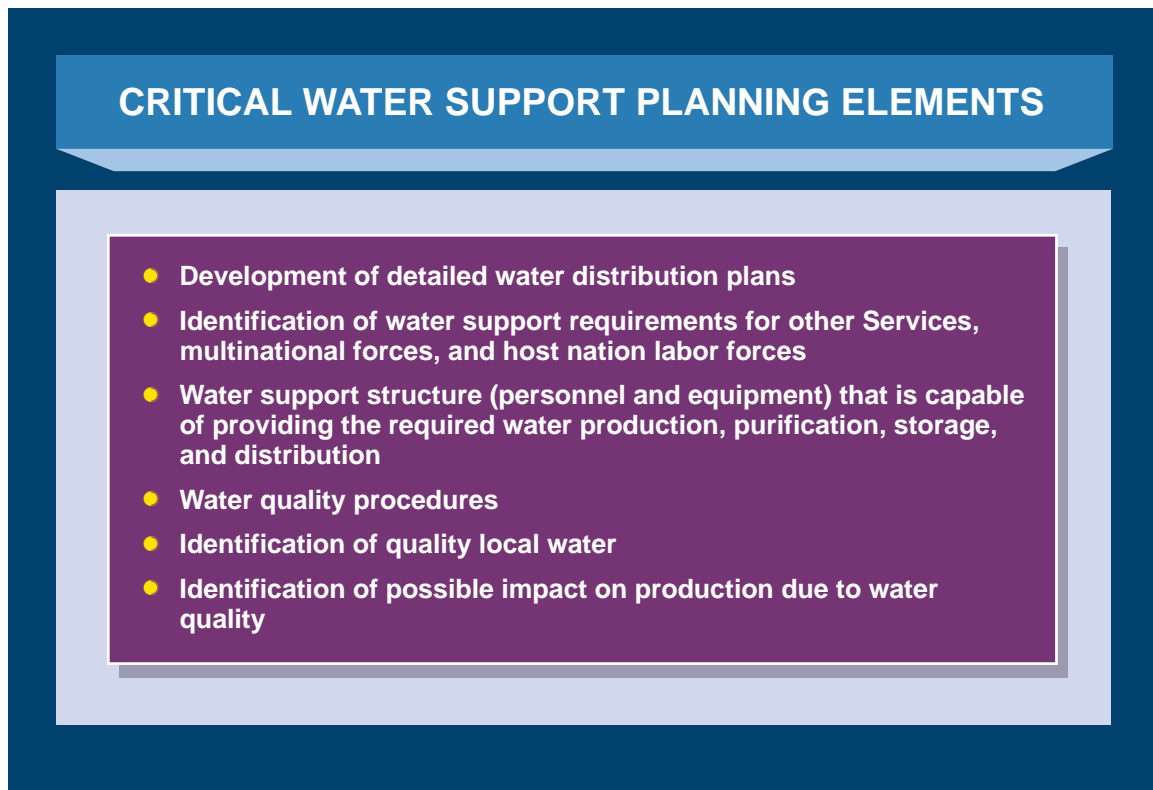 CRITICAL WATER SUPPORT PLANNING ELEMENTS
Development of detailed water distribution plans
Identification of water support requirements for other Services,
multinational forces, and host nation labor forces
Water support structure (personnel and equipment) that is capable
of providing the required water production, purification, storage,
and distribution
Water quality procedures
Identification of quality local water
Identification of possible impact on production due to water
quality